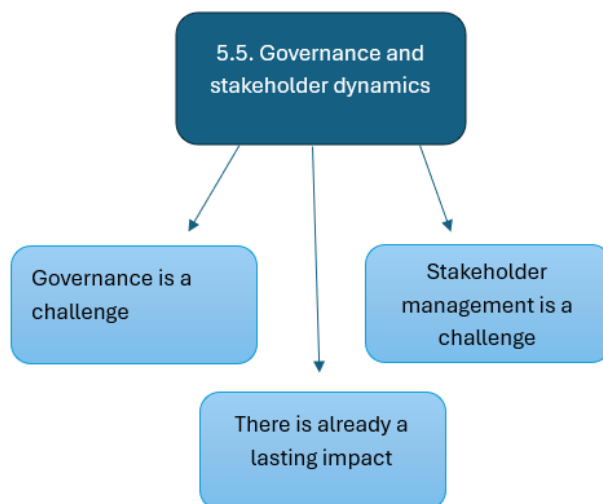 5.5. Governance and
stakeholder dynamics
Governance is a
challenge
Stakeholder
management is a
challenge
There is already a
lasting impact